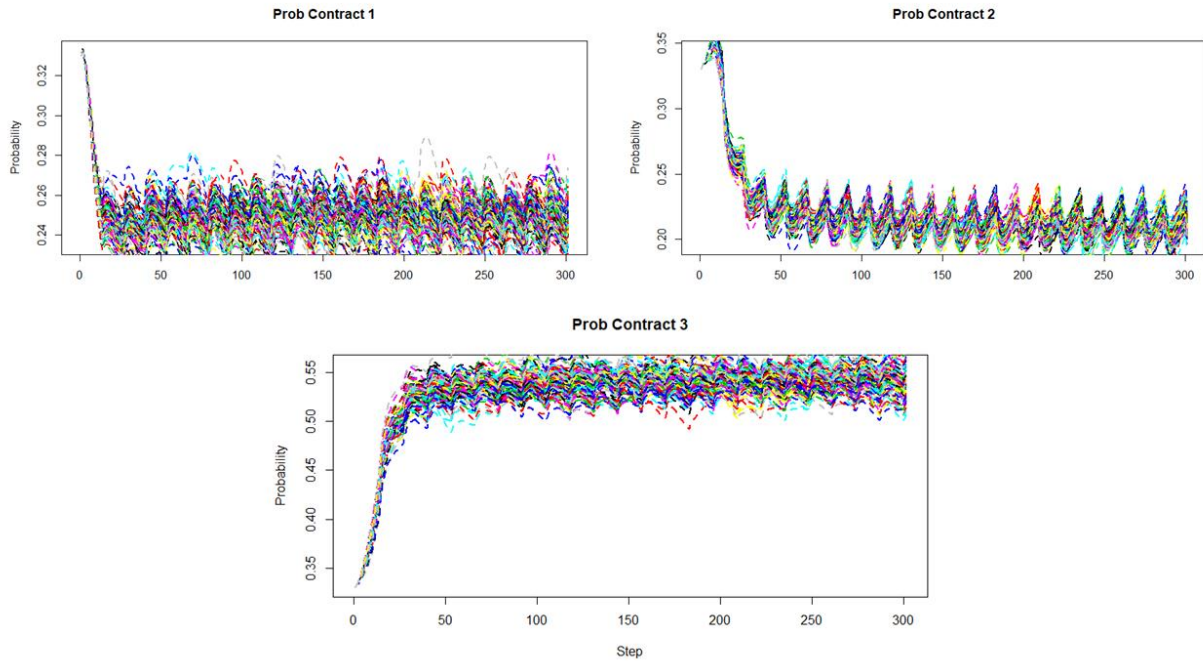 Prob Contract 1
Probability
0.32
0.30
0.28
0.26
0.24
0 50 100 150 200 250 300
Prob Contract 2
Probability
0.35
0.30
0.25
0.20
0 50 100 150 200 250 300
Prob Contract 3
Probability
0.55
0.50
0.45
0.40
0.35
0 50 100 150 200 250 300
Step